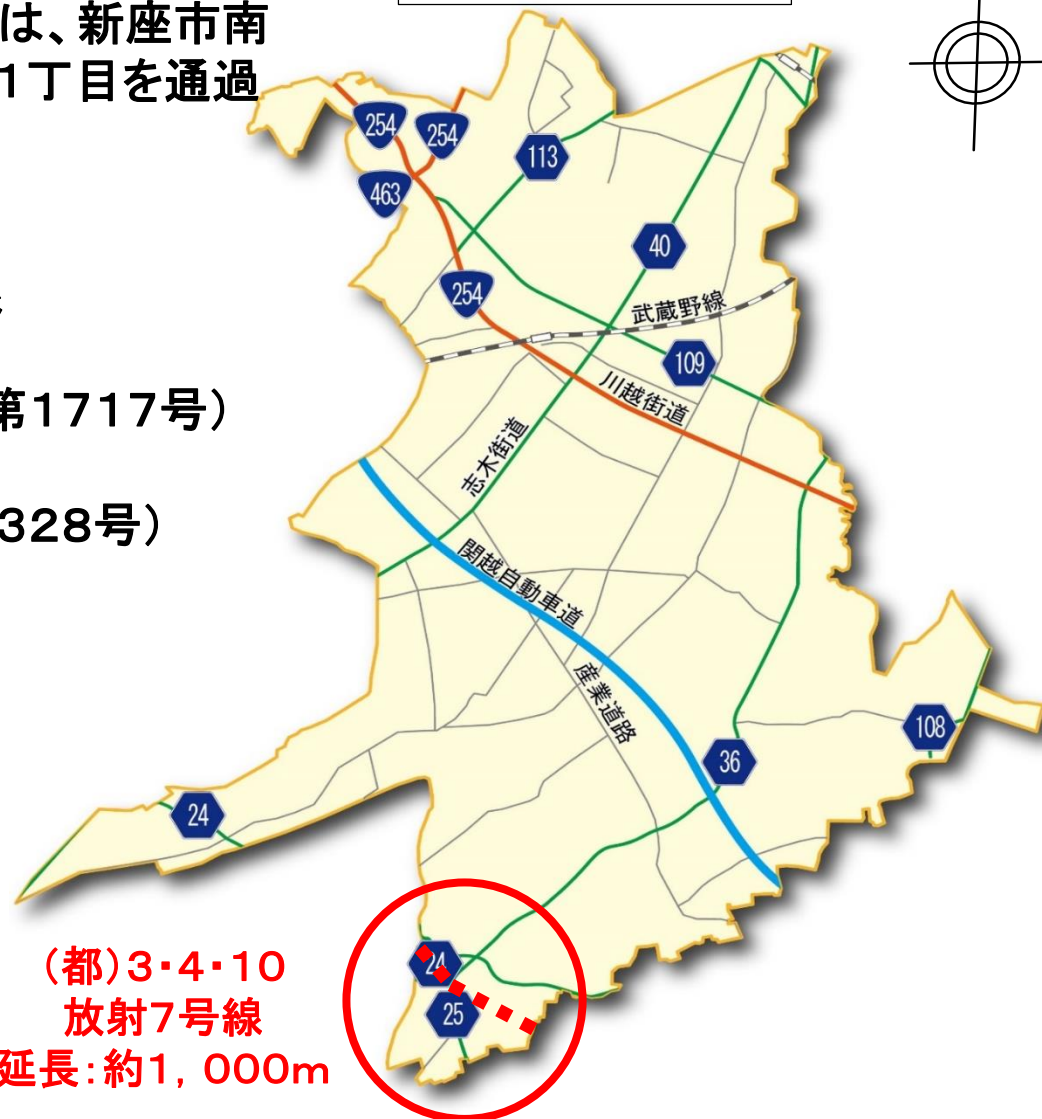 は、新座市南
1丁目を通過
第1717号）
328号）
254
254
113
463
40
254
武蔵野線
109
川越街道
志木街道
関越自動車道
産業道路
108
36
24
24
25
（都）3・4・10
放射7号線
延長：約1，000m